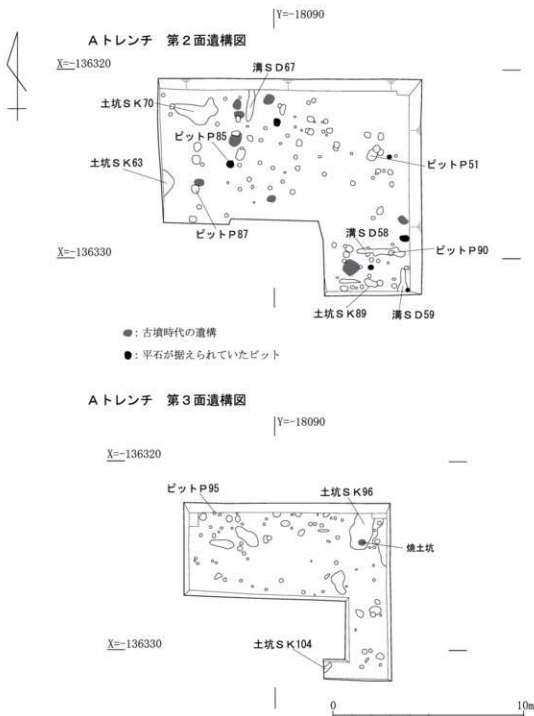 Y=-18090
Aトレンチ 第2面遺構図
X=-136320
溝SD67
土坑SK70
ピットP85
ピットP51
土坑SK63
溝SD58
ピットP87
ピットP90
X=-136330
土坑SK89
溝SD59
：古墳時代の遺構
：平石が据えられていたピット
Aトレンチ 第3面遺構図
Y=-18090
X=-136320
ピットP95
土坑SK96
焼土坑
X=-136330
土坑SK104
0 10m